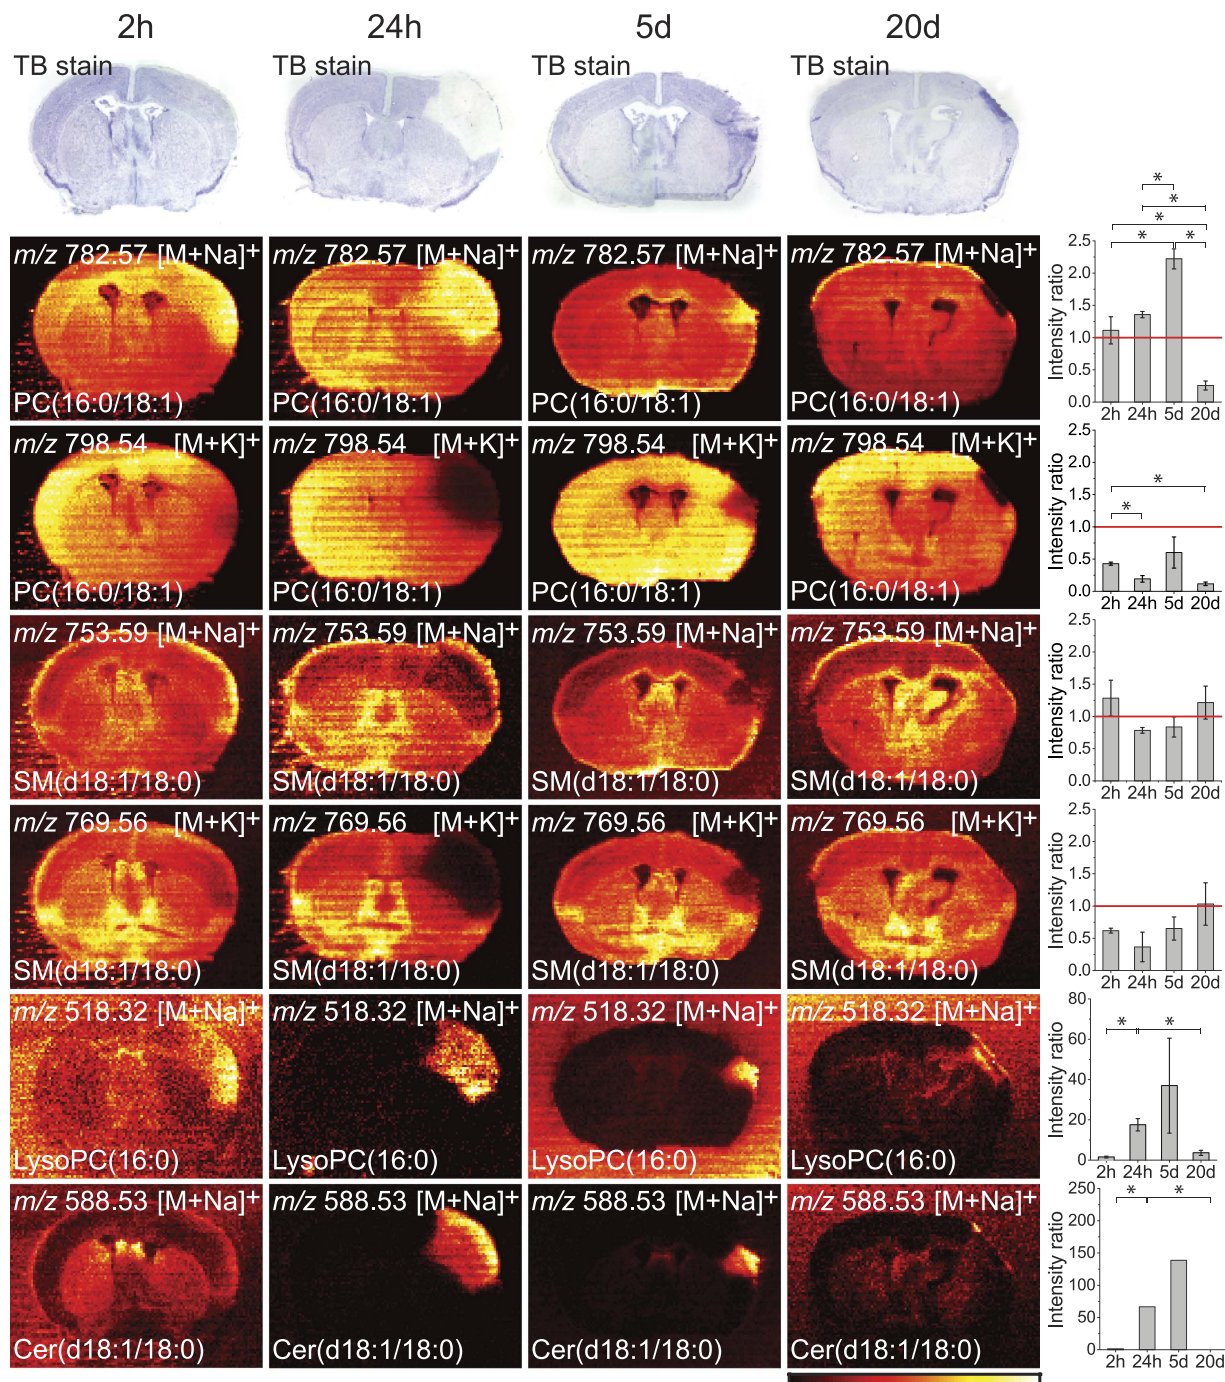 2h 24h 5d 20d
TB stain TB stain TB stain TB stain
m/z 782.57 [M+Na]+ m/z 782.57 [M+Na]+ m/z 782.57 [M+Na]+ m/z 782.57 [M+Na]+
PC(16:0/18:1) PC(16:0/18:1) PC(16:0/18:1) PC(16:0/18:1)
* 
*
*
* *
Intensity ratio
2.5
2.0
1.5
1.0
0.5
0.0
2h 24h 5d 20d
m/z 798.54 [M+K]+ m/z 798.54 [M+K]+ m/z 798.54 [M+K]+ m/z 798.54 [M+K]+
PC(16:0/18:1) PC(16:0/18:1) PC(16:0/18:1) PC(16:0/18:1)
*
*
Intensity ratio
2.5
2.0
1.5
1.0
0.5
0.0
2h 24h 5d 20d
m/z 753.59 [M+Na]+ m/z 753.59 [M+Na]+ m/z 753.59 [M+Na]+ m/z 753.59 [M+Na]+
SM(d18:1/18:0) SM(d18:1/18:0) SM(d18:1/18:0) SM(d18:1/18:0)
Intensity ratio
2.5
2.0
1.5
1.0
0.5
0.0
2h 24h 5d 20d
m/z 769.56 [M+K]+ m/z 769.56 [M+K]+ m/z 769.56 [M+K]+ m/z 769.56 [M+K]+
SM(d18:1/18:0) SM(d18:1/18:0) SM(d18:1/18:0) SM(d18:1/18:0)
Intensity ratio
2.5
2.0
1.5
1.0
0.5
0.0
2h 24h 5d 20d
m/z 518.32 [M+Na]+ m/z 518.32 [M+Na]+ m/z 518.32 [M+Na]+ m/z 518.32 [M+Na]+
LysoPC(16:0) LysoPC(16:0) LysoPC(16:0) LysoPC(16:0)
* *
Intensity ratio
80
60
40
20
0
2h 24h 5d 20d
m/z 588.53 [M+Na]+ m/z 588.53 [M+Na]+ m/z 588.53 [M+Na]+ m/z 588.53 [M+Na]+
Cer(d18:1/18:0) Cer(d18:1/18:0) Cer(d18:1/18:0) Cer(d18:1/18:0)
* *
Intensity ratio
250
200
150
100
50
0
2h 24h 5d 20d